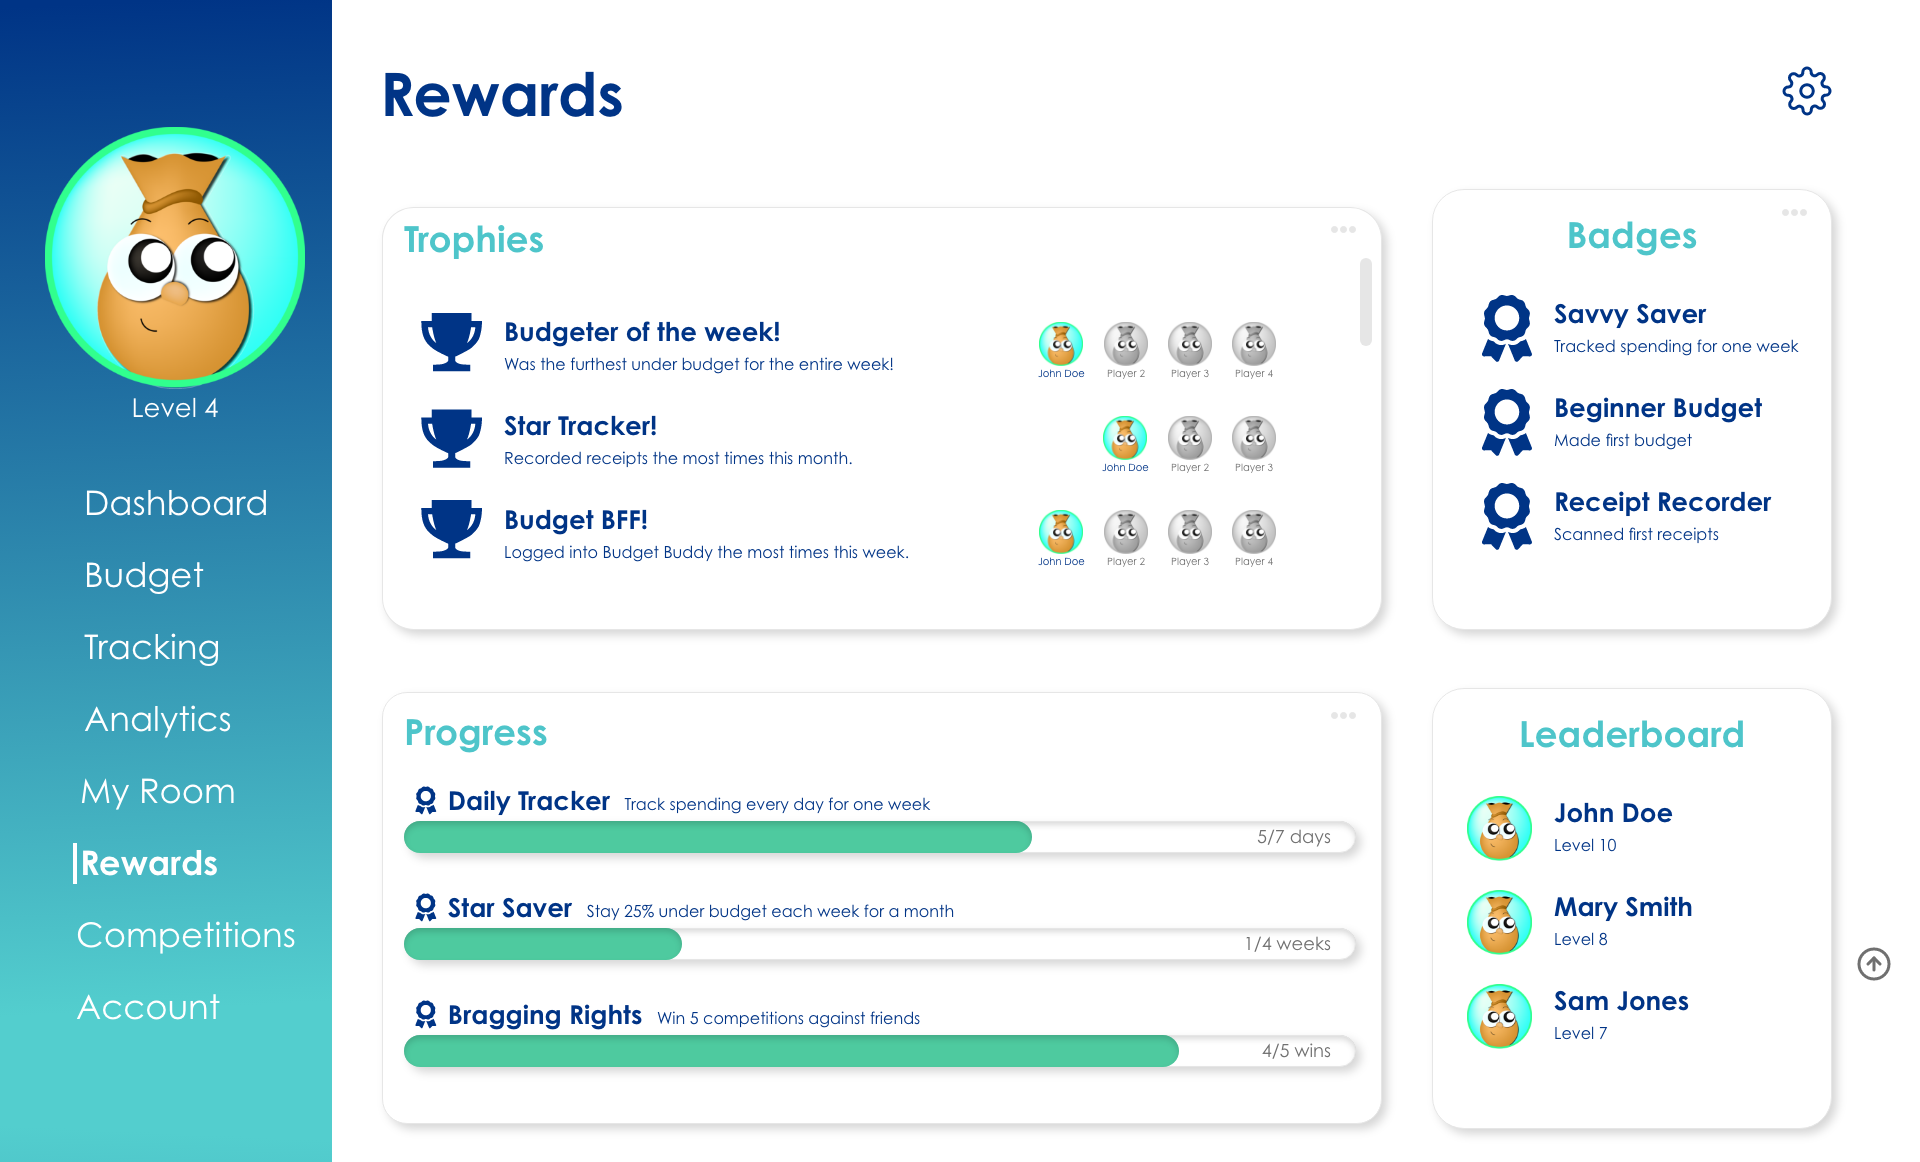 Level 4
Dashboard
Budget
Tracking
Analytics
My Room
Rewards
Competitions
Account
Rewards
Trophies
Budgeter of the week!
Was the furthest under budget for the entire week!
John Doe Player 2 Player 3 Player 4
Star Tracker!
Recorded receipts the most times this month.
John Doe Player 2 Player 3
Budget BFF!
Logged into Budget Buddy the most times this week.
John Doe Player 2 Player 3 Player 4
Badges
Savvy Saver
Tracked spending for one week
Beginner Budget
Made first budget
Receipt Recorder
Scanned first receipts
Progress
Daily Tracker Track spending every day for one week
5/7 days
Star Saver Stay 25% under budget each week for a month
1/4 weeks
Bragging Rights Win 5 competitions against friends
4/5 wins
Leaderboard
John Doe
Level 10
Mary Smith
Level 8
Sam Jones
Level 7